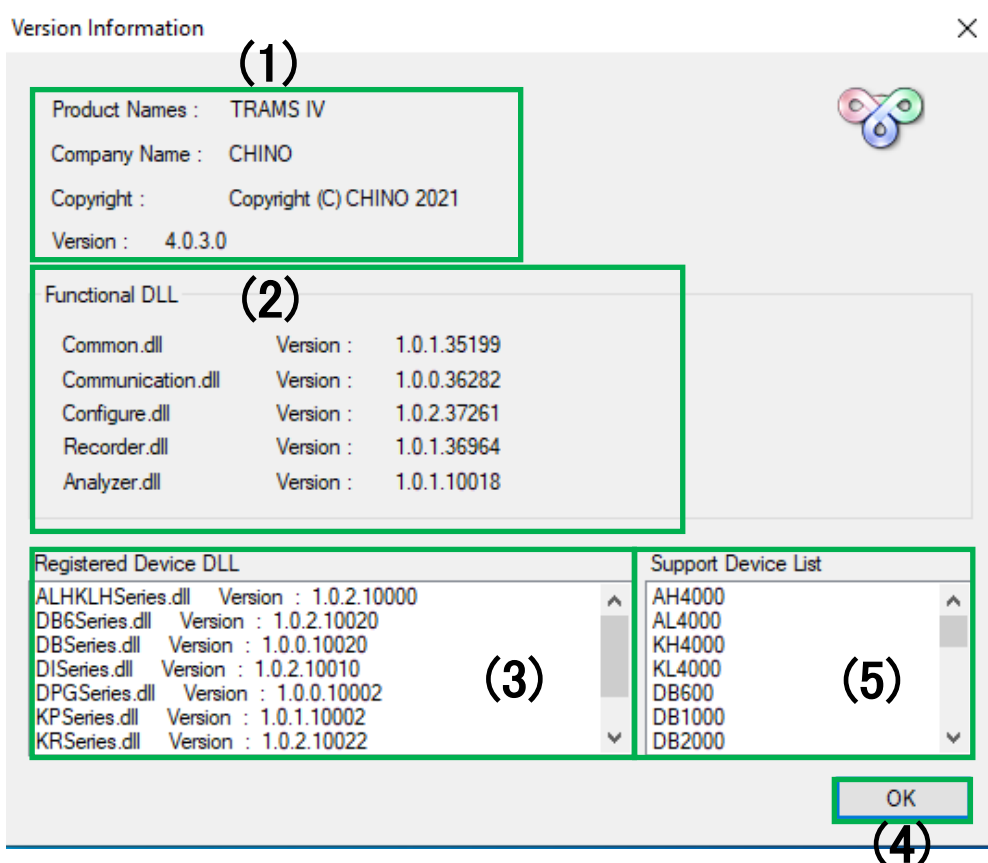 Version Information
(1)
Product Names : TRAMS IV
Company Name : CHINO
Copyright : Copyright (C) CHINO 2021
Version : 4.0.3.0
Functional DLL
(2)
Common.dll Version : 1.0.1.35199
Communication.dll Version : 1.0.0.36282
Configure.dll Version : 1.0.2.37261
Recorder.dll Version : 1.0.1.36964
Analyzer.dll Version : 1.0.1.10018
Registered Device DLL
ALHKLHSeries.dll Version : 1.0.2.10000
DB6Series.dll Version : 1.0.2.10020
DBSeries.dll Version : 1.0.0.10020
DISeries.dll Version : 1.0.2.10010
DPGSeries.dll Version : 1.0.0.10002
KPSeries.dll Version : 1.0.1.10002
KRSeries.dll Version : 1.0.2.10022
(3)
Support Device List
AH4000
AL4000
KH4000
KL4000
DB600
DB1000
DB2000
(5)
OK
(4)